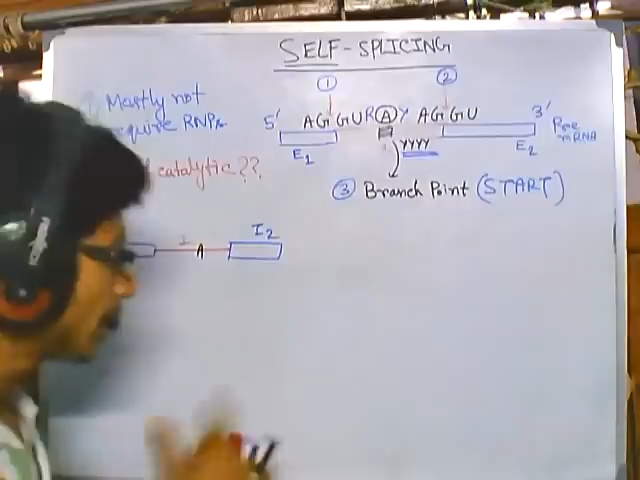 SELF-SPLICING
① ②
Mostly not
require RNPs
5' AG GU R Ⓐ Y AG GU 3'
E1 YYYY E2 Pre mRNA
catalytic??
③ Branch Point (START)
I A I2